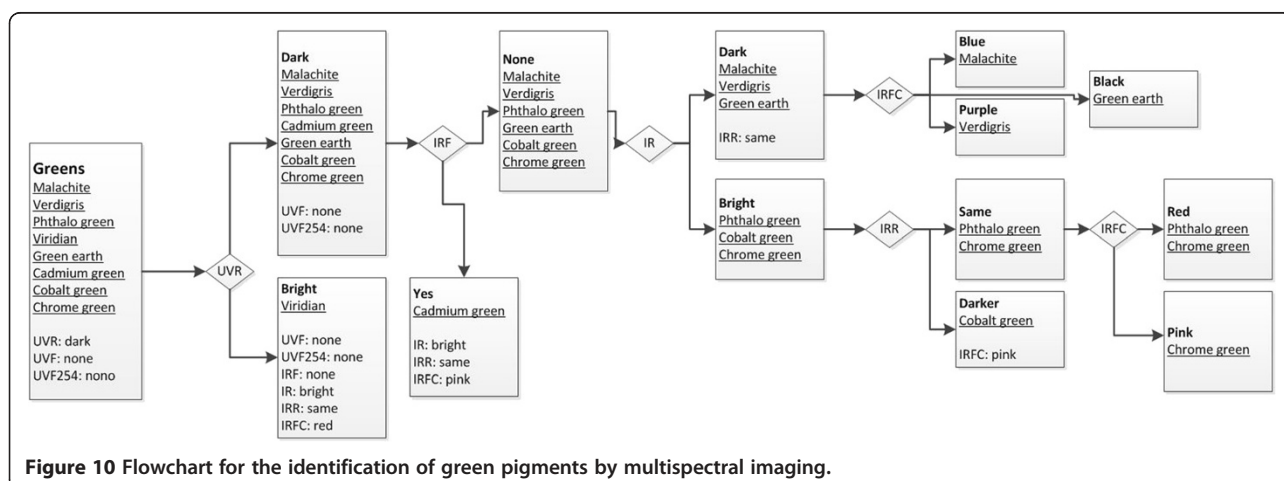 Greens
Malachite
Verdigris
Phthalo green
Viridian
Green earth
Cadmium green
Cobalt green
Chrome green
UVR: dark
UVF: none
UVF254: nono
UVR
Dark
Malachite
Verdigris
Phthalo green
Cadmium green
Green earth
Cobalt green
Chrome green
UVF: none
UVF254: none
Bright
Viridian
UVF: none
UVF254: none
IRF: none
IR: bright
IRR: same
IRFC: red
IRF
None
Malachite
Verdigris
Phthalo green
Green earth
Cobalt green
Chrome green
Yes
Cadmium green
IR: bright
IRR: same
IRFC: pink
IR
Dark
Malachite
Verdigris
Green earth
IRR: same
IRFC
Blue
Malachite
Black
Green earth
Purple
Verdigris
Bright
Phthalo green
Cobalt green
Chrome green
IRR
Same
Phthalo green
Chrome green
Darker
Cobalt green
IRFC: pink
IRFC
Red
Phthalo green
Chrome green
Pink
Chrome green
Figure 10 Flowchart for the identification of green pigments by multispectral imaging.